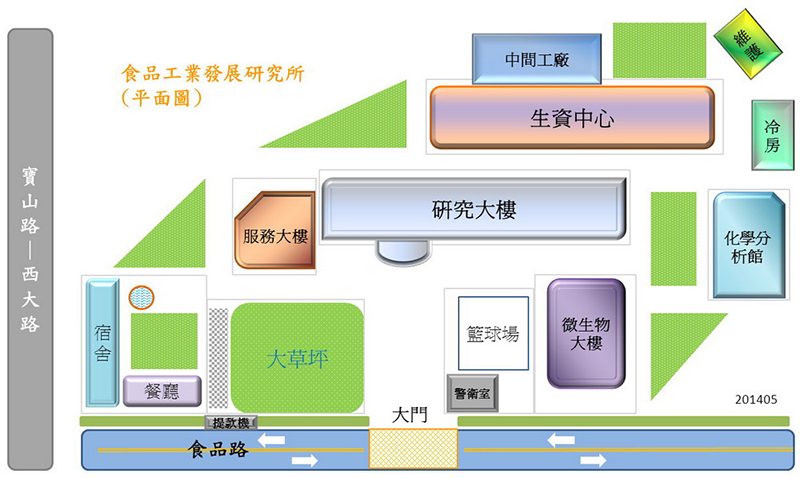 食品工業發展研究所
(平面圖)
中間工廠
維護
生資中心
冷房
寶山路—西大路
研究大樓
服務大樓
化學分
析館
宿舍
大草坪
籃球場
微生物
大樓
餐廳
警衛室
201405
提款機
大門
食品路